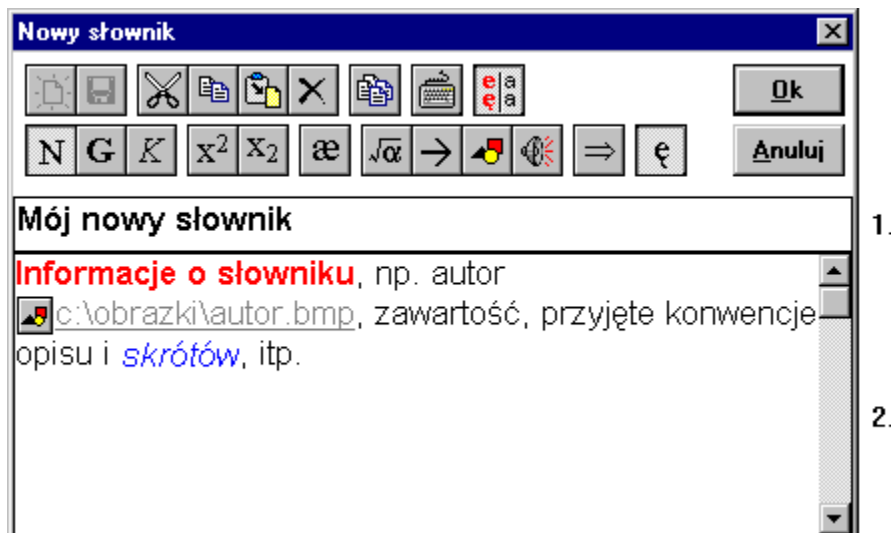 Nowy słownik
e a
ę a
Ok
N G K x² x₂ æ √α → ⇒ ę
Anuluj
Mój nowy słownik
1.
Informacje o słowniku, np. autor
c:\obrazki\autor.bmp, zawartość, przyjęte konwencje
opisu i skrótów, itp.
2.